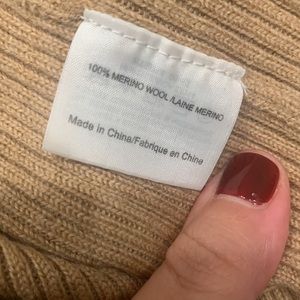 100% MERINO WOOL/LAINE MERINO
Made in China/Fabriqué en Chine